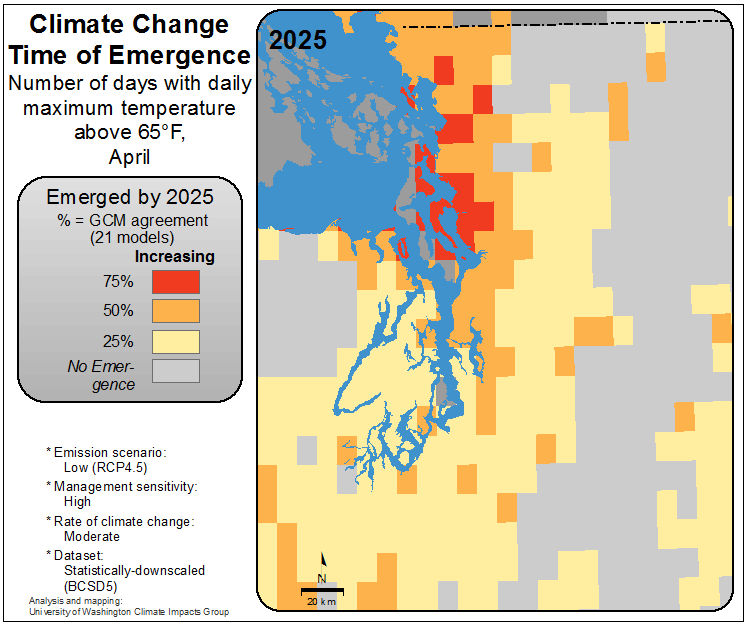 Climate Change
Time of Emergence
Number of days with daily
maximum temperature
above 65°F,
April
Emerged by 2025
% = GCM agreement
(21 models)
Increasing
75%
50%
25%
No Emer-
gence
* Emission scenario:
Low (RCP4.5)
* Management sensitivity:
High
* Rate of climate change:
Moderate
* Dataset:
Statistically-downscaled
(BCSD5)
Analysis and mapping:
University of Washington Climate Impacts Group
2025
N
20 km